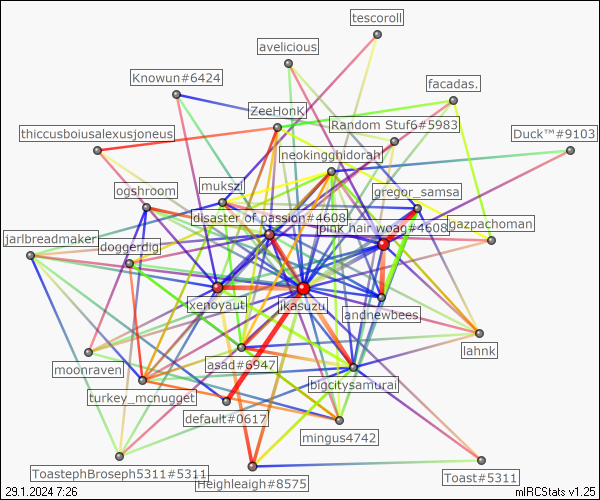 tescoroll
avelicious
Knowun#6424
facadas.
ZeeHonK
Random Stuf6#5983
thiccusboiusalexusjoneus
Duck™#9103
neokingghidorah
ogshroom
mukszi
gregor_samsa
disaster of passion#4608
pink hair woag#4608
gazpachoman
jarlbreadmaker
doggerdig
xenoyaut
ikasuzu
andnewbees
lahnk
asad#6947
moonraven
bigcitysamurai
turkey_mcnugget
default#0617
mingus4742
ToastephBroseph5311#5311
Heighleaigh#8575
Toast#5311
29.1.2024 7:26
mIRCStats v1.25